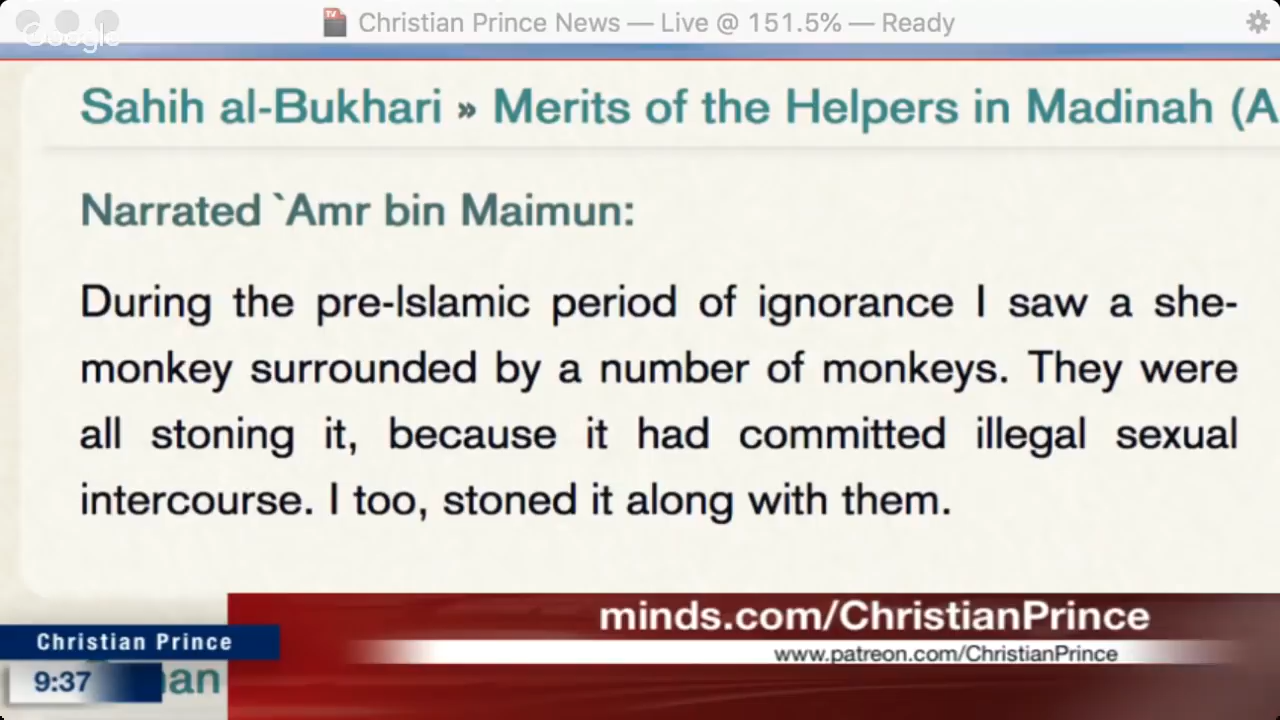 Christian Prince News — Live @ 151.5% — Ready
Google
Sahih al-Bukhari » Merits of the Helpers in Madinah (A
Narrated `Amr bin Maimun:
During the pre-Islamic period of ignorance I saw a she-
monkey surrounded by a number of monkeys. They were
all stoning it, because it had committed illegal sexual
intercourse. I too, stoned it along with them.
minds.com/ChristianPrince
Christian Prince
www.patreon.com/ChristianPrince
9:37